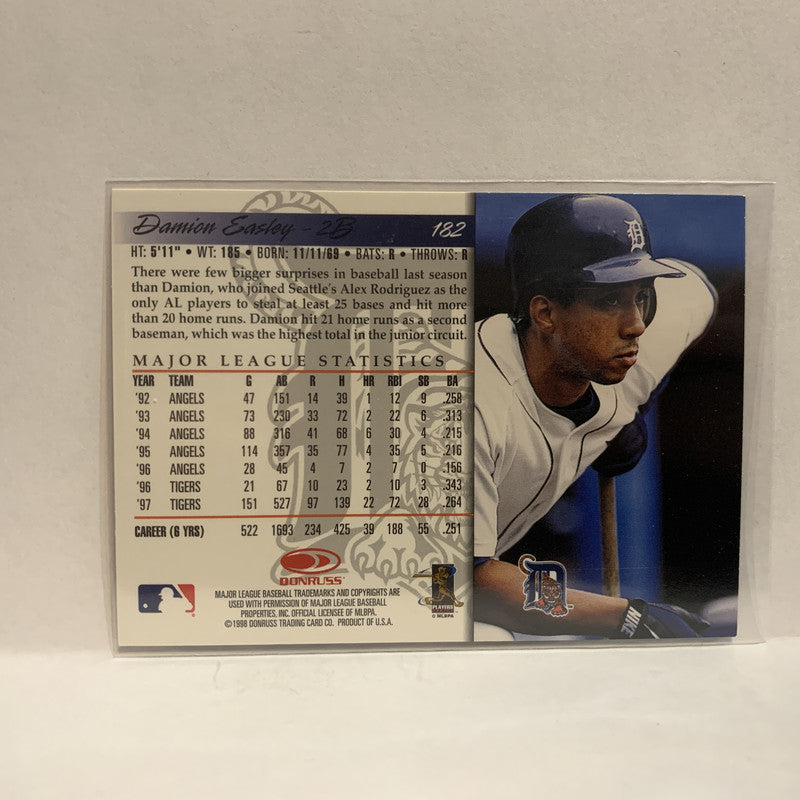 Damion Easley - 2B 182
HT: 5'11" • WT: 185 • BORN: 11/11/69 • BATS: R • THROWS: R
There were few bigger surprises in baseball last season
than Damion, who joined Seattle's Alex Rodriguez as the
only AL players to steal at least 25 bases and hit more
than 20 home runs. Damion hit 21 home runs as a second
baseman, which was the highest total in the junior circuit.
MAJOR LEAGUE STATISTICS
YEAR TEAM G AB R H HR RBI SB BA
'92 ANGELS 47 151 14 39 1 12 9 .258
'93 ANGELS 73 230 33 72 2 22 6 .313
'94 ANGELS 88 316 41 68 6 30 4 .215
'95 ANGELS 114 357 35 77 4 35 5 .216
'96 ANGELS 28 45 4 7 2 7 0 .156
'96 TIGERS 21 67 10 23 2 10 3 .343
'97 TIGERS 151 527 97 139 22 72 28 .264
CAREER (6 YRS) 522 1693 234 425 39 188 55 .251
DONRUSS
MAJOR LEAGUE BASEBALL TRADEMARKS AND COPYRIGHTS ARE
USED WITH PERMISSION OF MAJOR LEAGUE BASEBALL
PROPERTIES, INC. OFFICIAL LICENSEE OF MLBPA.
©1998 DONRUSS TRADING CARD CO. PRODUCT OF U.S.A.
PLAYERS
© MLBPA
D
D
NIKE